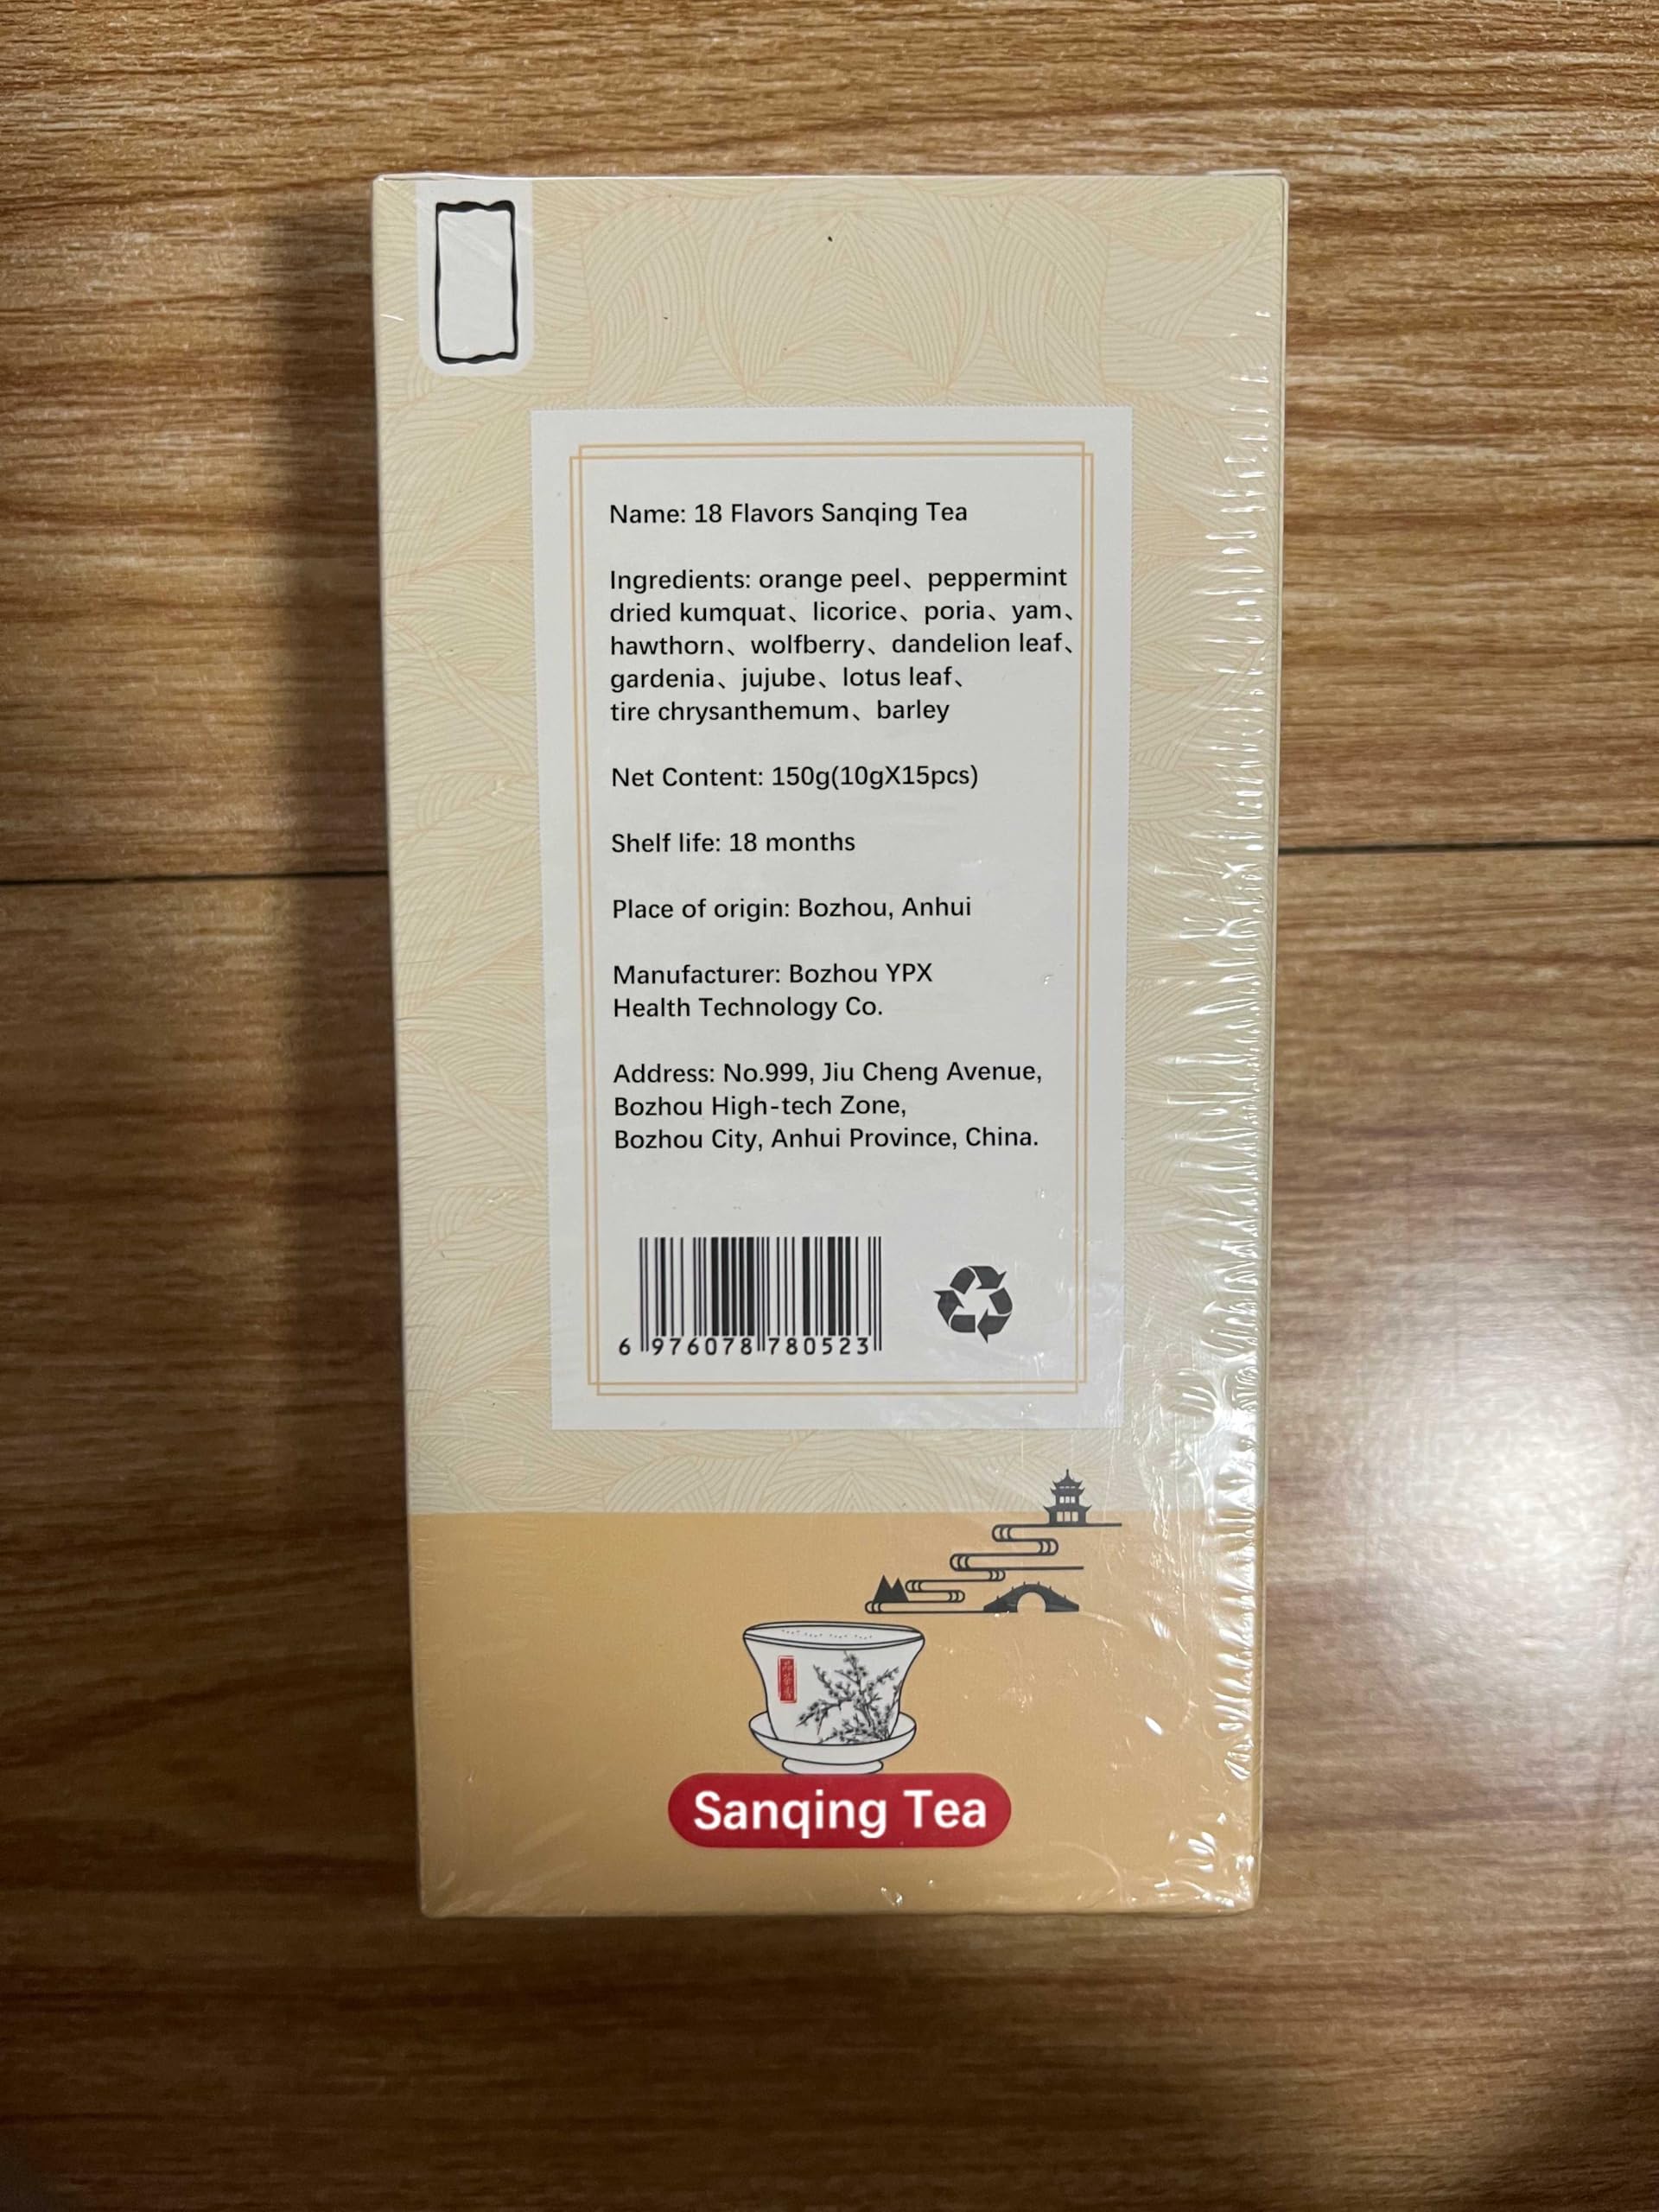 Name: 18 Flavors Sanqing Tea
Ingredients: orange peel、peppermint
dried kumquat、licorice、poria、yam、
hawthorn、wolfberry、dandelion leaf、
gardenia、jujube、lotus leaf、
tire chrysanthemum、barley
Net Content: 150g(10gX15pcs)
Shelf life: 18 months
Place of origin: Bozhou, Anhui
Manufacturer: Bozhou YPX
Health Technology Co.
Address: No.999, Jiu Cheng Avenue,
Bozhou High-tech Zone,
Bozhou City, Anhui Province, China.
6 976078 780523
Sanqing Tea